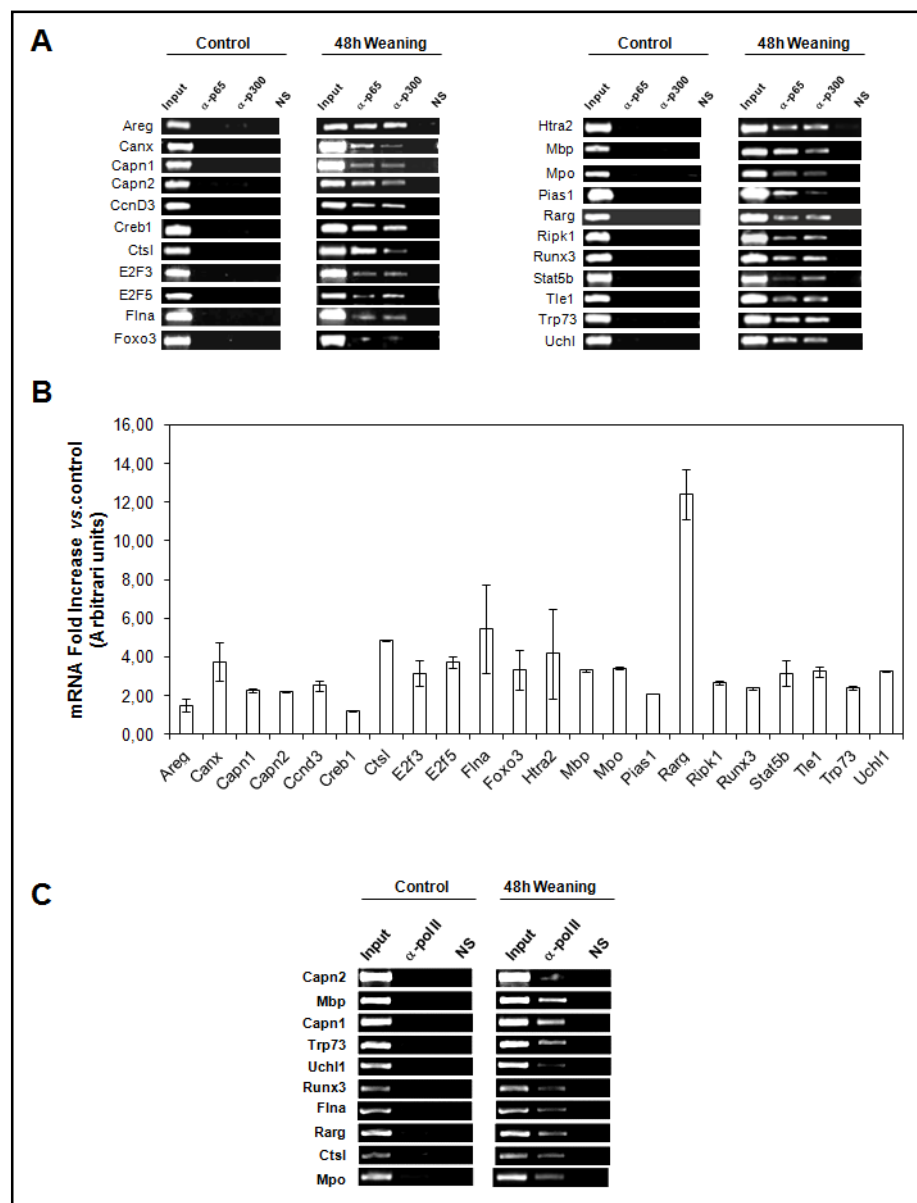 A
Control
48h Weaning
Input α-p65 α-p300 NS
Input α-p65 α-p300 NS
Areg
Canx
Capn1
Capn2
CcnD3
Creb1
Ctsl
E2F3
E2F5
Flna
Foxo3
Control
48h Weaning
Input α-p65 α-p300 NS
Input α-p65 α-p300 NS
Htra2
Mbp
Mpo
Pias1
Rarg
Ripk1
Runx3
Stat5b
Tle1
Trp73
Uchl
B
mRNA Fold Increase vs.control
(Arbitrari units)
16,00
14,00
12,00
10,00
8,00
6,00
4,00
2,00
0,00
Areg Canx Capn1 Capn2 Ccnd3 Creb1 Ctsl E2f3 E2f5 Flna Foxo3 Htra2 Mbp Mpo Pias1 Rarg Ripk1 Runx3 Stat5b Tle1 Trp73 Uchl1
C
Control
48h Weaning
Input α-pol II NS
Input α-pol II NS
Capn2
Mbp
Capn1
Trp73
Uchl1
Runx3
Flna
Rarg
Ctsl
Mpo